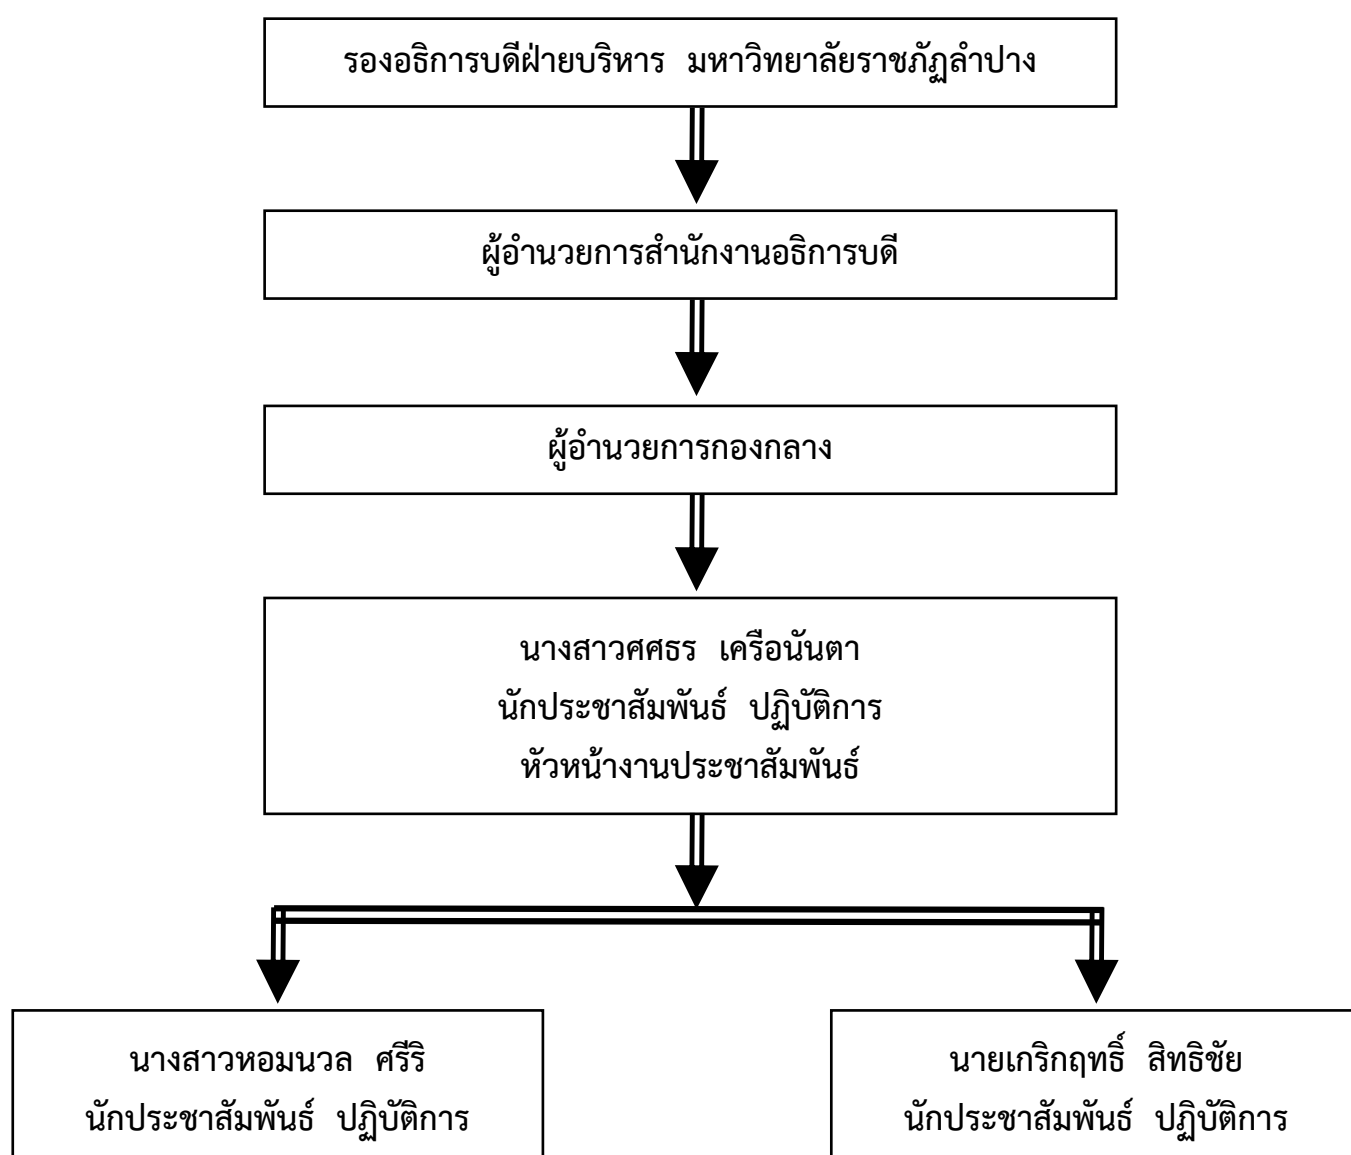 รองอธิการบดีฝ่ายบริหาร มหาวิทยาลัยราชภัฏลำปาง
ผู้อำนวยการสำนักงานอธิการบดี
ผู้อำนวยการกองกลาง
นางสาวศศธร เครือนันตา
นักประชาสัมพันธ์ ปฏิบัติการ
หัวหน้างานประชาสัมพันธ์
นางสาวหอมนวล ศรีริ
นักประชาสัมพันธ์ ปฏิบัติการ
นายเกริกฤทธิ์ สิทธิชัย
นักประชาสัมพันธ์ ปฏิบัติการ